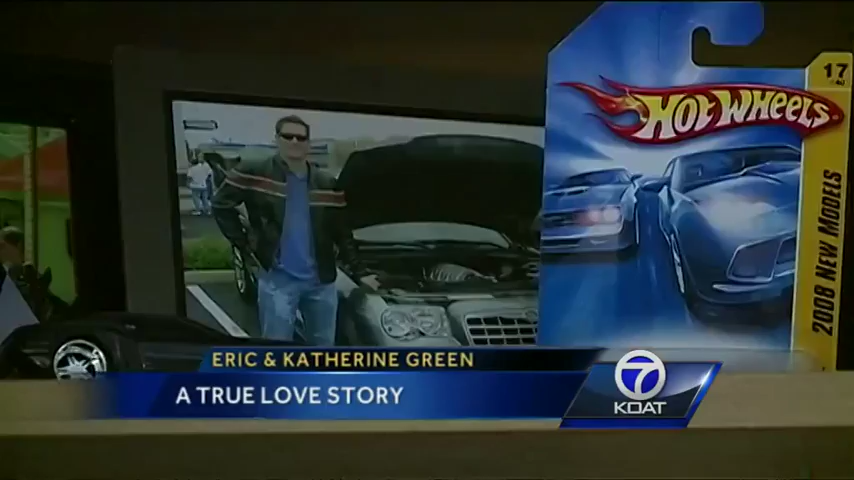 HOT WHEELS
17
2008 NEW MODELS
ERIC & KATHERINE GREEN
A TRUE LOVE STORY
7
KOAT